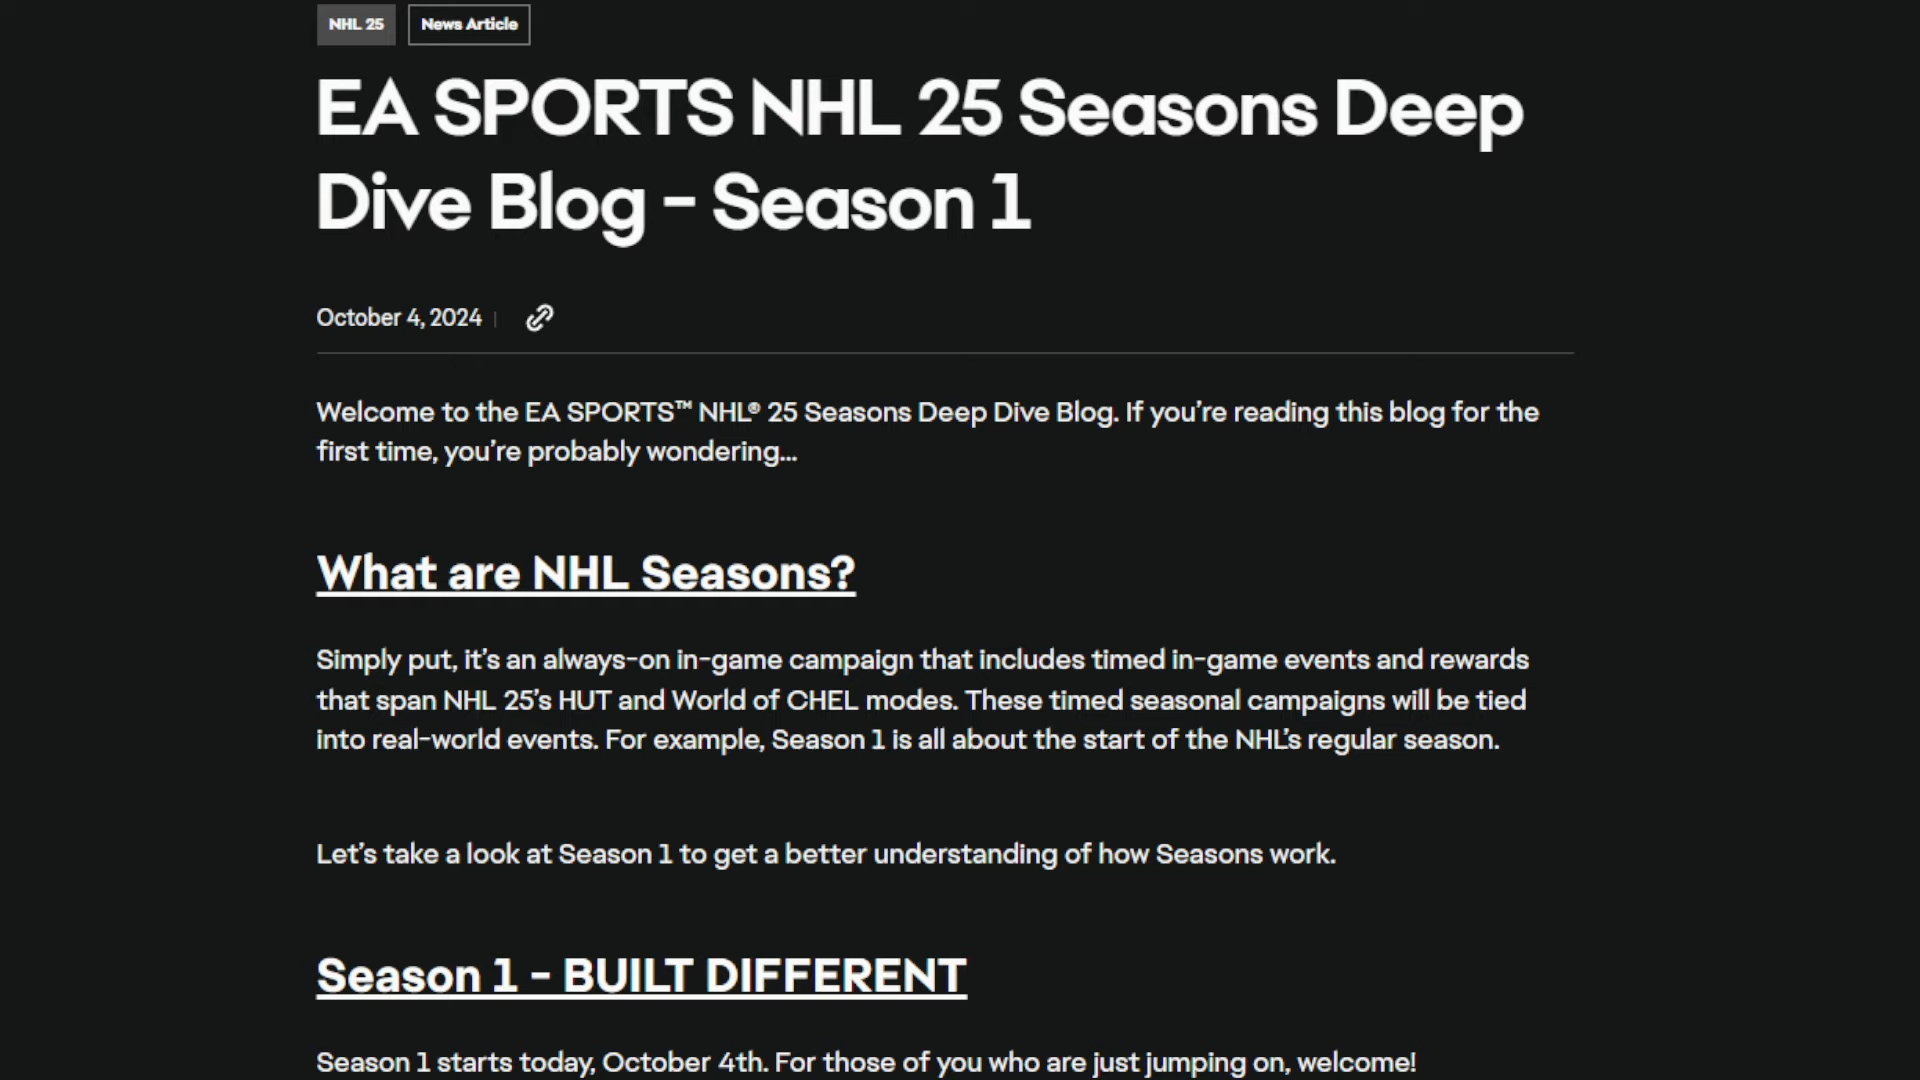 NHL 25 News Article
EA SPORTS NHL 25 Seasons Deep
Dive Blog - Season 1
October 4, 2024
Welcome to the EA SPORTS™ NHL® 25 Seasons Deep Dive Blog. If you’re reading this blog for the
first time, you’re probably wondering…
What are NHL Seasons?
Simply put, it’s an always-on in-game campaign that includes timed in-game events and rewards
that span NHL 25’s HUT and World of CHEL modes. These timed seasonal campaigns will be tied
into real-world events. For example, Season 1 is all about the start of the NHL’s regular season.
Let’s take a look at Season 1 to get a better understanding of how Seasons work.
Season 1 - BUILT DIFFERENT
Season 1 starts today, October 4th. For those of you who are just jumping on, welcome!